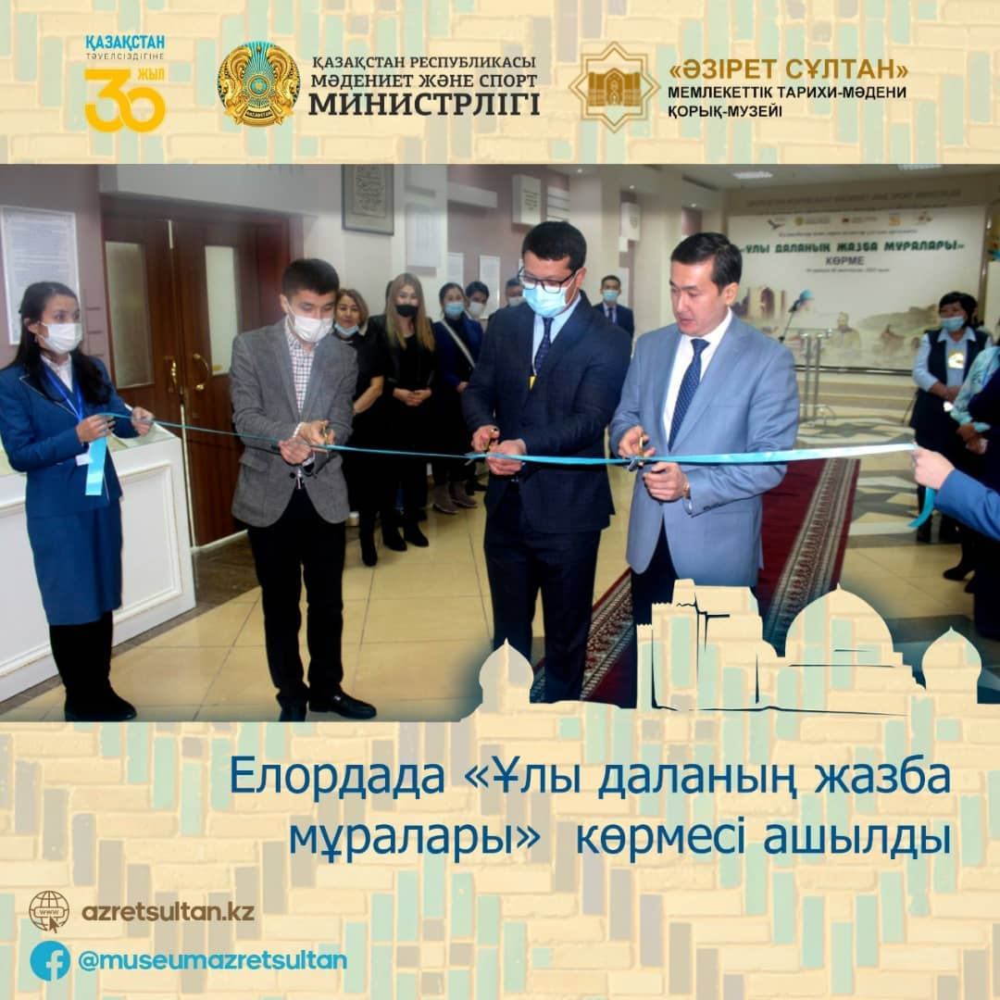 ҚАЗАҚСТАН
ТӘУЕЛСІЗДІГІНЕ
30 ЖЫЛ
ҚАЗАҚСТАН РЕСПУБЛИКАСЫ
МӘДЕНИЕТ ЖӘНЕ СПОРТ
МИНИСТРЛІГІ
«ӘЗІРЕТ СҰЛТАН»
МЕМЛЕКЕТТІК ТАРИХИ-МӘДЕНИ
ҚОРЫҚ-МУЗЕЙІ
«ҰЛЫ ДАЛАНЫҢ ЖАЗБА МҰРАЛАРЫ»
КӨРМЕ
Елордада «Ұлы даланың жазба
мұралары» көрмесі ашылды
www
azretsultan.kz
@museumazretsultan